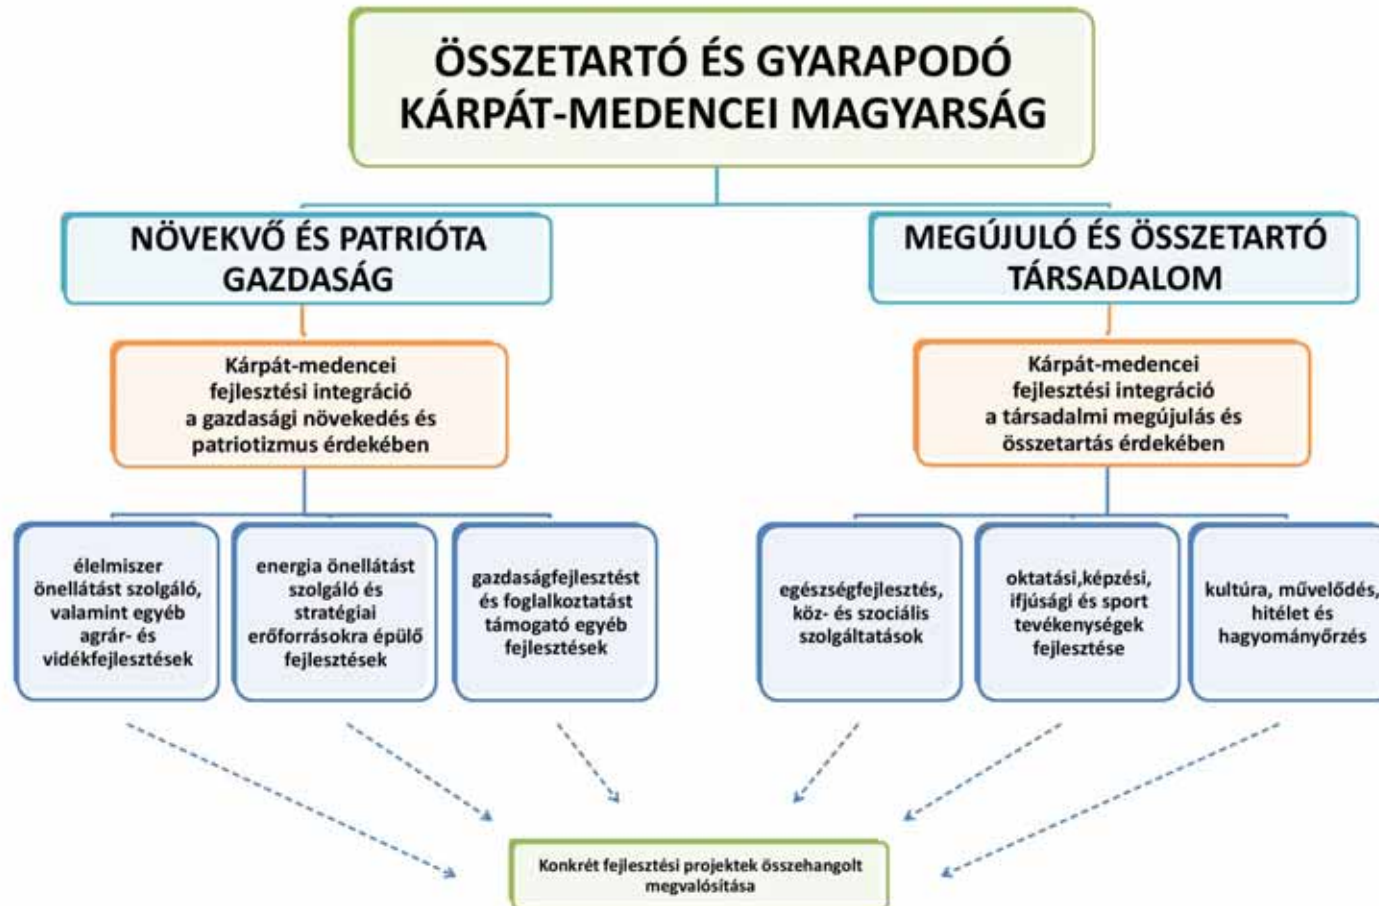 ÖSSZETARTÓ ÉS GYARAPODÓ
KÁRPÁT-MEDENCEI MAGYARSÁG
NÖVEKVŐ ÉS PATRIÓTA
GAZDASÁG
MEGÚJULÓ ÉS ÖSSZETARTÓ
TÁRSADALOM
Kárpát-medencei
fejlesztési integráció
a gazdasági növekedés és
patriotizmus érdekében
Kárpát-medencei
fejlesztési integráció
a társadalmi megújulás és
összetartás érdekében
élelmiszer
önellátást szolgáló,
valamint egyéb
agrár- és
vidékfejlesztések
energia önellátást
szolgáló és
stratégiai
erőforrásokra épülő
fejlesztések
gazdaságfejlesztést
és foglalkoztatást
támogató egyéb
fejlesztések
egészségfejlesztés,
köz- és szociális
szolgáltatások
oktatási,képzési,
ifjúsági és sport
tevékenységek
fejlesztése
kultúra, művelődés,
hitélet és
hagyományőrzés
Konkrét fejlesztési projektek összehangolt
megvalósítása